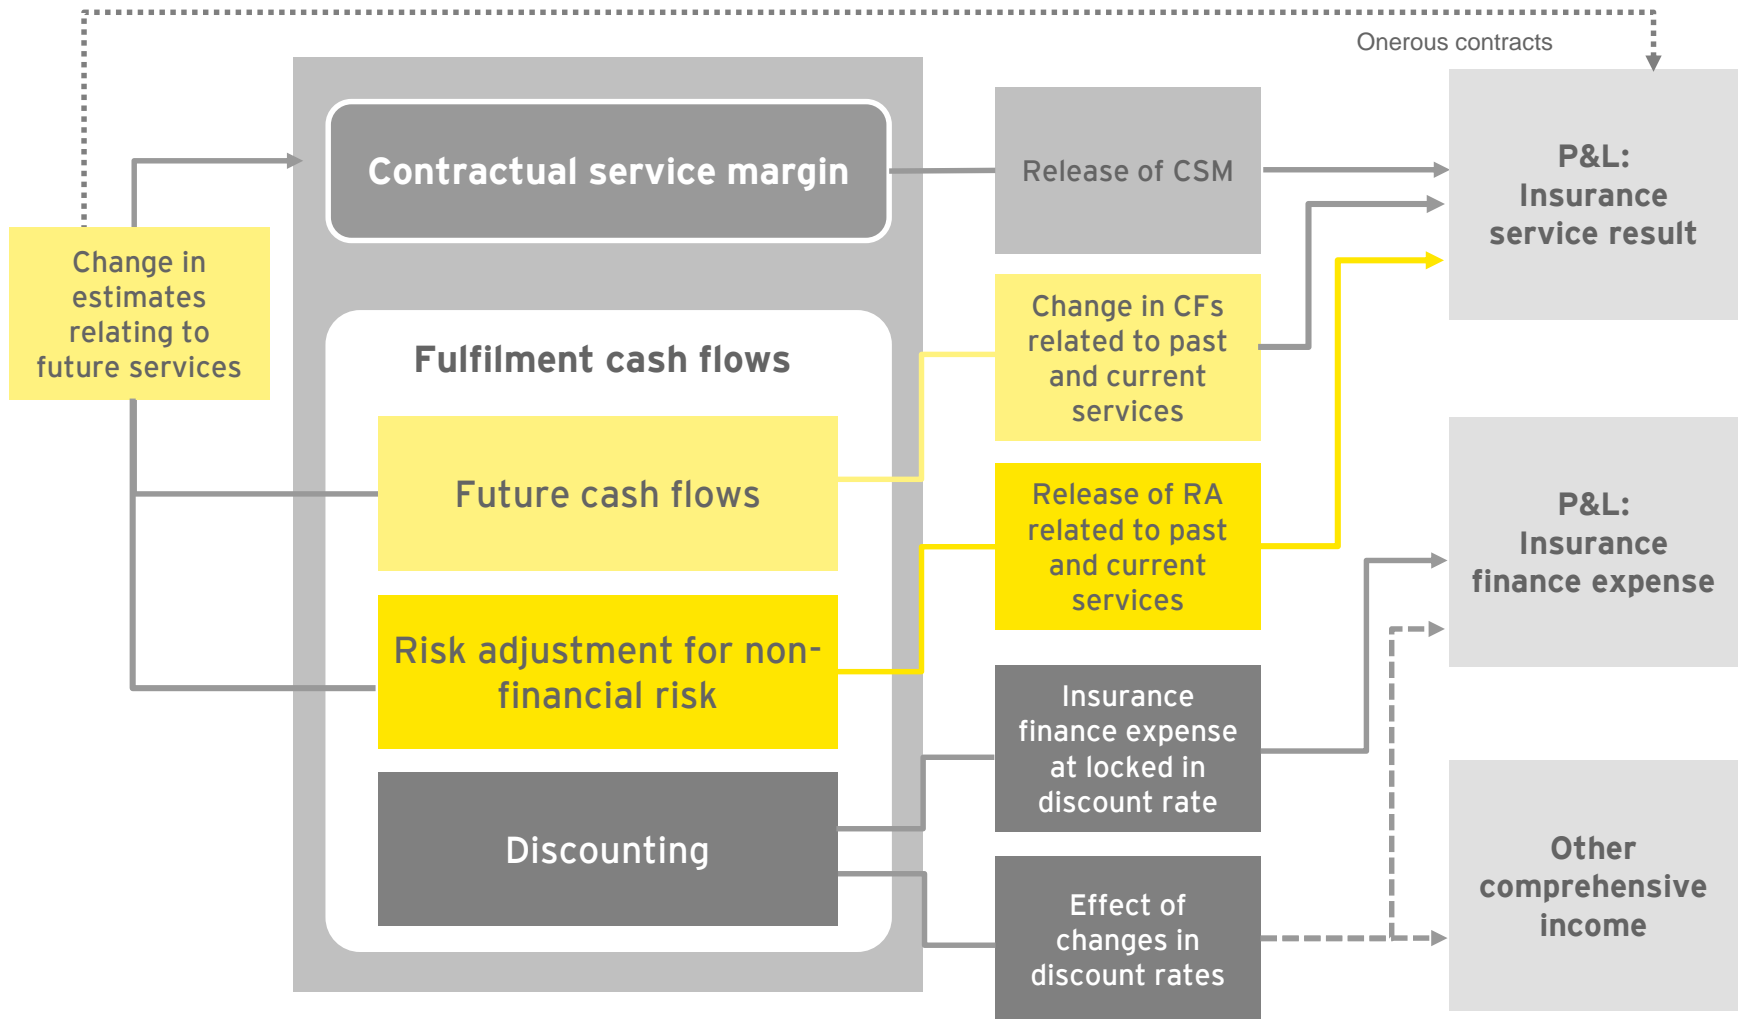 Onerous contracts
Change in
estimates
relating to
future services
Contractual service margin
Fulfilment cash flows
Future cash flows
Risk adjustment for non-
financial risk
Discounting
Release of CSM
Change in CFs
related to past
and current
services
Release of RA
related to past
and current
services
Insurance
finance expense
at locked in
discount rate
Effect of
changes in
discount rates
P&L:
Insurance
service result
P&L:
Insurance
finance expense
Other
comprehensive
income